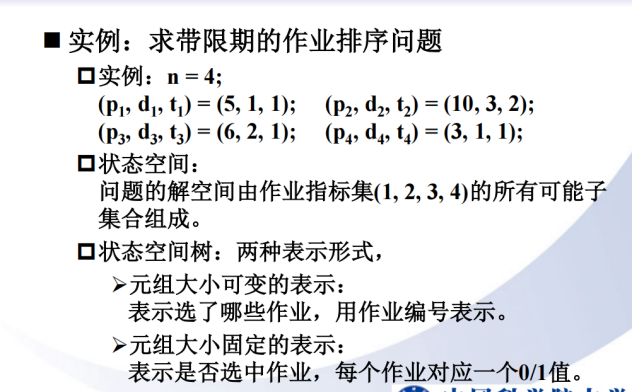 ■ 实例：求带限期的作业排序问题
实例：n = 4;
(p₁, d₁, t₁) = (5, 1, 1); (p₂, d₂, t₂) = (10, 3, 2);
(p₃, d₃, t₃) = (6, 2, 1); (p₄, d₄, t₄) = (3, 1, 1);
状态空间：
问题的解空间由作业指标集(1, 2, 3, 4)的所有可能子
集合组成。
状态空间树：两种表示形式，
➢元组大小可变的表示：
表示选了哪些作业，用作业编号表示。
➢元组大小固定的表示：
表示是否选中作业，每个作业对应一个0/1值。